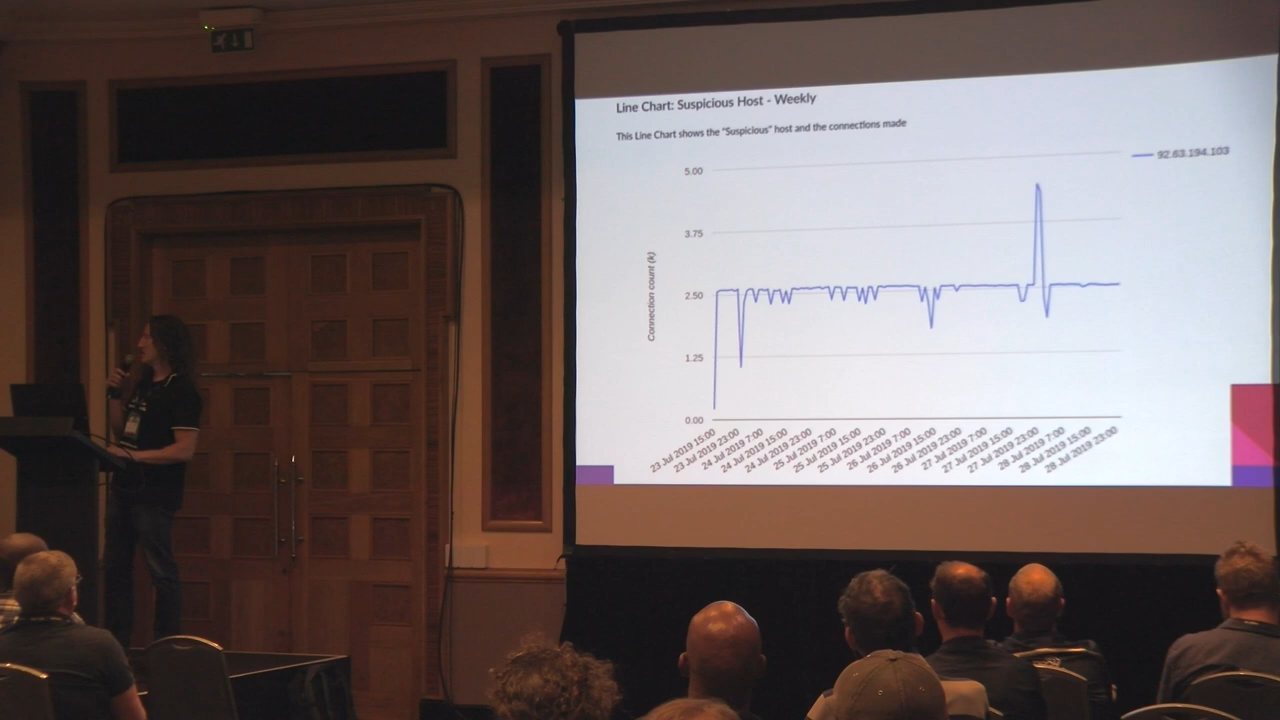 Line Chart: Suspicious Host - Weekly
This Line Chart shows the "Suspicious" host and the connections made
92.63.194.103
5.00
3.75
2.50
1.25
0.00
Connection count (k)
23 Jul 2019 15:00
23 Jul 2019 23:00
24 Jul 2019 7:00
24 Jul 2019 15:00
24 Jul 2019 23:00
25 Jul 2019 7:00
25 Jul 2019 15:00
25 Jul 2019 23:00
26 Jul 2019 7:00
26 Jul 2019 15:00
26 Jul 2019 23:00
27 Jul 2019 7:00
27 Jul 2019 15:00
27 Jul 2019 23:00
28 Jul 2019 7:00
28 Jul 2019 15:00
28 Jul 2019 23:00